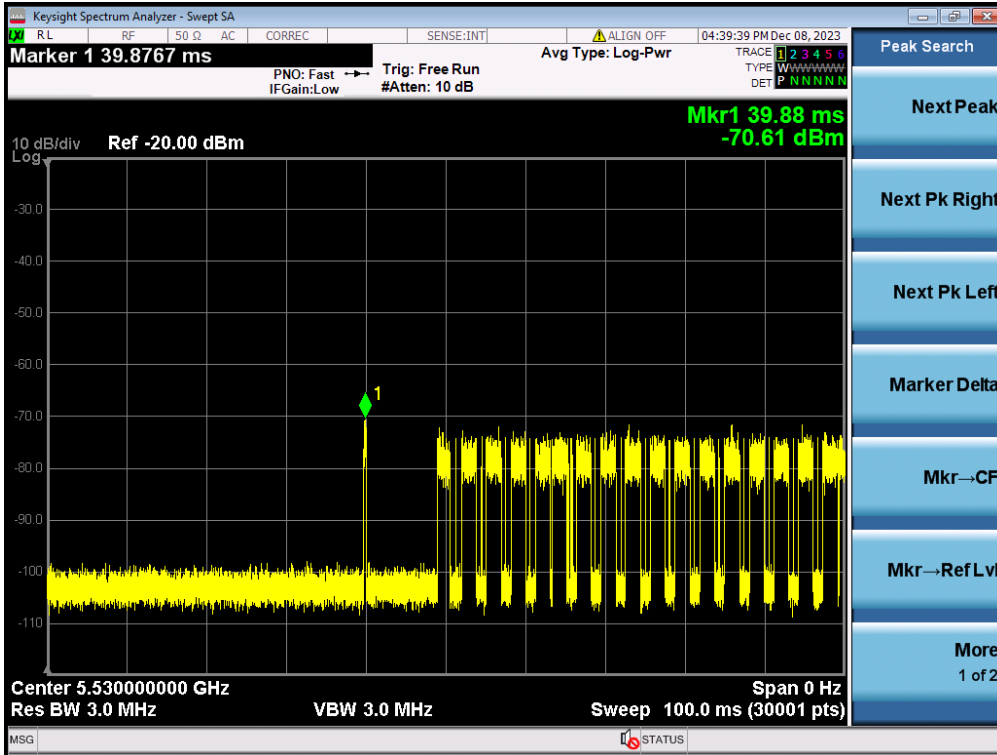 Keysight Spectrum Analyzer - Swept SA
LXI RL RF 50 Ω AC CORREC SENSE:INT ALIGN OFF 04:39:39 PM Dec 08, 2023
Marker 1 39.8767 ms
PNO: Fast
IFGain:Low
Trig: Free Run
#Atten: 10 dB
Avg Type: Log-Pwr
TRACE 1 2 3 4 5 6
TYPE WWWWWW
DET P N N N N N
Mkr1 39.88 ms
-70.61 dBm
10 dB/div Ref -20.00 dBm
Log
-30.0
-40.0
-50.0
-60.0
-70.0
-80.0
-90.0
-100
-110
1
Center 5.530000000 GHz
Span 0 Hz
Res BW 3.0 MHz
VBW 3.0 MHz
Sweep 100.0 ms (30001 pts)
MSG
STATUS
Peak Search
Next Peak
Next Pk Right
Next Pk Left
Marker Delta
Mkr→CF
Mkr→Ref Lvl
More
1 of 2